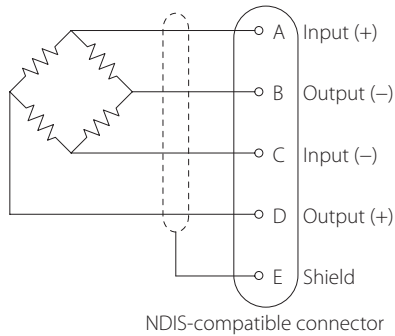 A Input (+)
B Output (−)
C Input (−)
D Output (+)
E Shield
NDIS-compatible connector